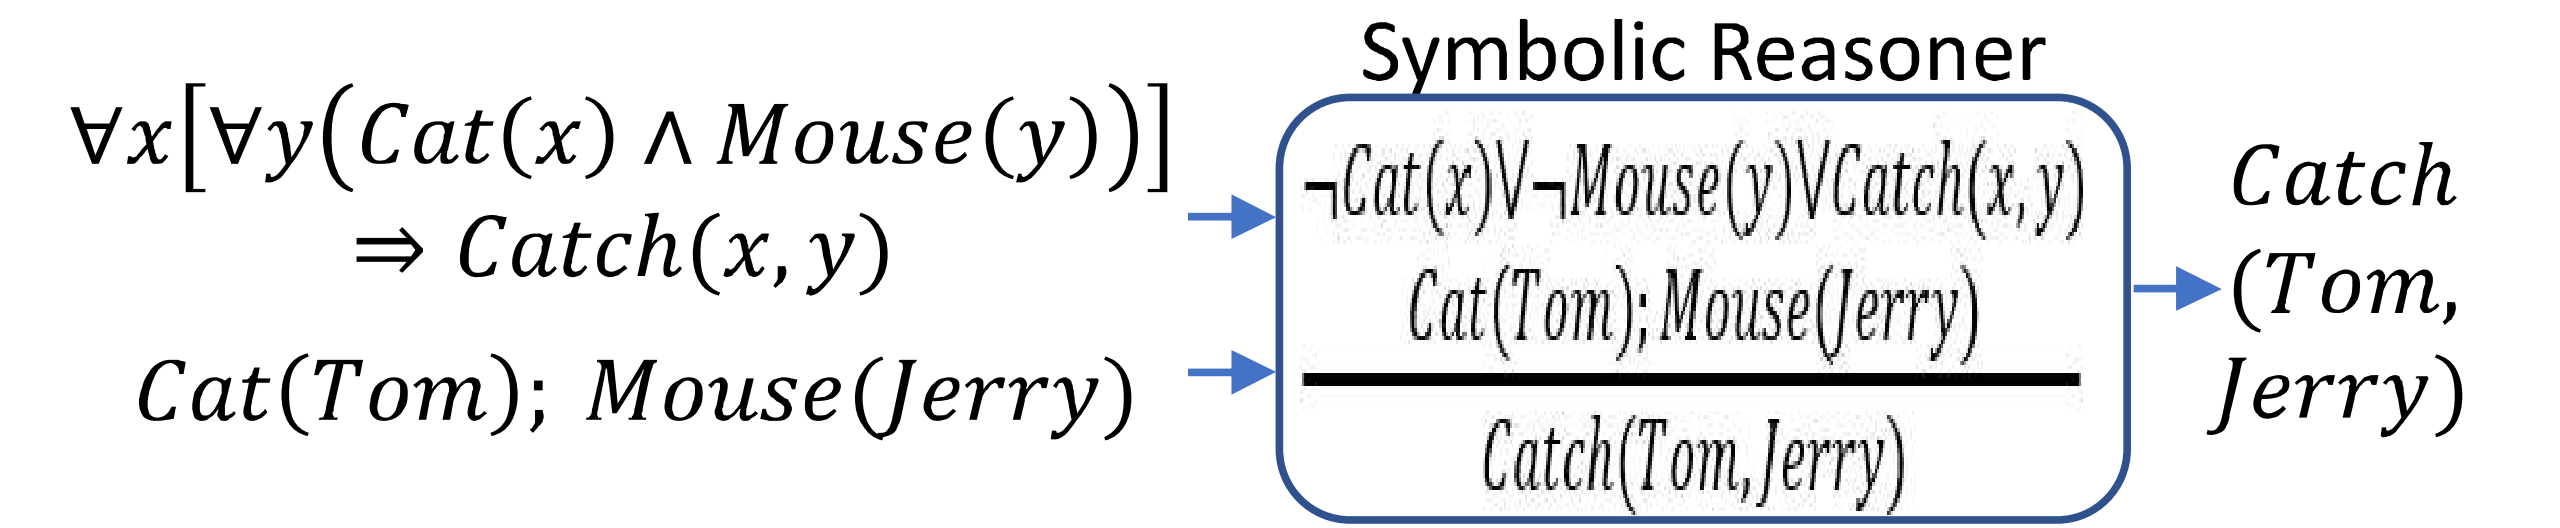 ∀x[∀y(Cat(x) ∧ Mouse(y))]
⇒ Catch(x, y)
Cat(Tom); Mouse(Jerry)
Symbolic Reasoner
¬Cat(x)∨¬Mouse(y)∨Catch(x, y)
Cat(Tom); Mouse(Jerry)
Catch(Tom, Jerry)
Catch
(Tom,
Jerry)